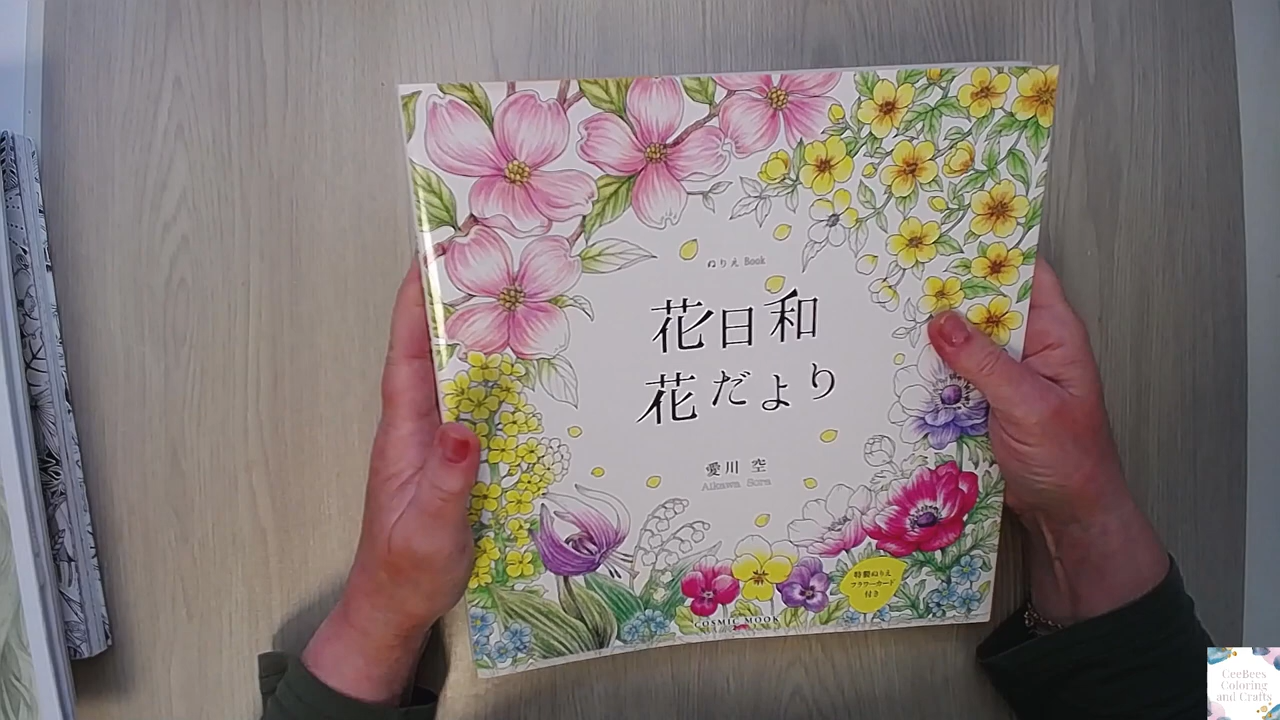 ぬりえ Book
花日和
花だより
愛川 空
Aikawa Sora
特製ぬりえ
フラワーカード
付き
COSMIC MOOK
CeeBees
Coloring
and Crafts